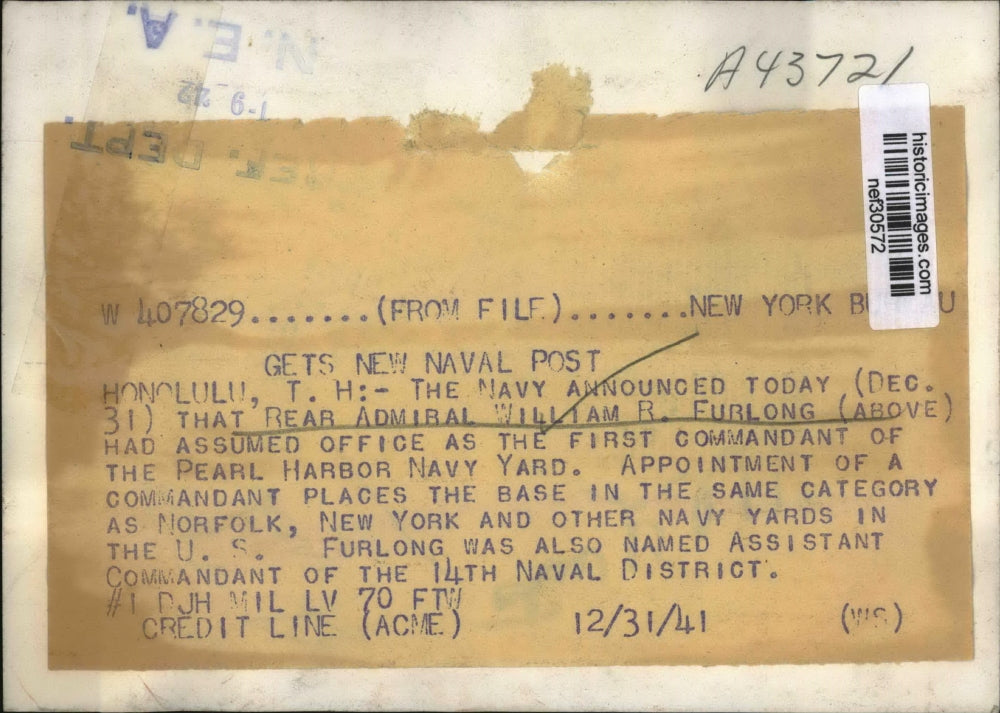 N. E. A.
A43721
1-9 22
REF. DEPT.
historicimages.com
nef30572
W 407829........(FROM FILE)........NEW YORK
GETS NEW NAVAL POST
HONOLULU, T. H:- THE NAVY ANNOUNCED TODAY (DEC.
31) THAT REAR ADMIRAL WILLIAM R. FURLONG (ABOVE)
HAD ASSUMED OFFICE AS THE FIRST COMMANDANT OF
THE PEARL HARBOR NAVY YARD. APPOINTMENT OF A
COMMANDANT PLACES THE BASE IN THE SAME CATEGORY
AS NORFOLK, NEW YORK AND OTHER NAVY YARDS IN
THE U. S. FURLONG WAS ALSO NAMED ASSISTANT
COMMANDANT OF THE 14TH NAVAL DISTRICT.
#1 DJH MIL LV 70 FTW
CREDIT LINE (ACME) 12/31/41 (WS)